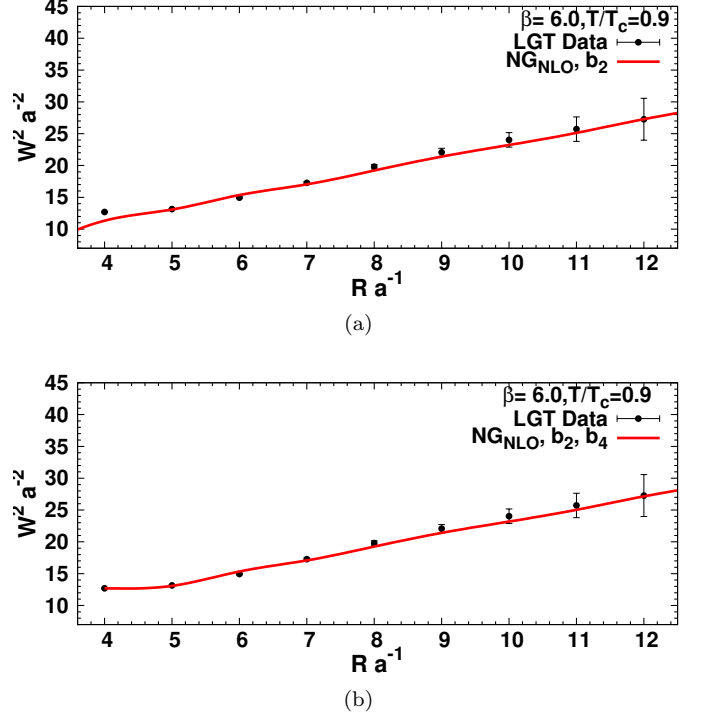 β= 6.0,T/T_c=0.9
LGT Data
NG_NLO, b_2
W² a⁻²
45
40
35
30
25
20
15
10
4 5 6 7 8 9 10 11 12
R a⁻¹
(a)
β= 6.0,T/T_c=0.9
LGT Data
NG_NLO, b_2, b_4
W² a⁻²
45
40
35
30
25
20
15
10
4 5 6 7 8 9 10 11 12
R a⁻¹
(b)